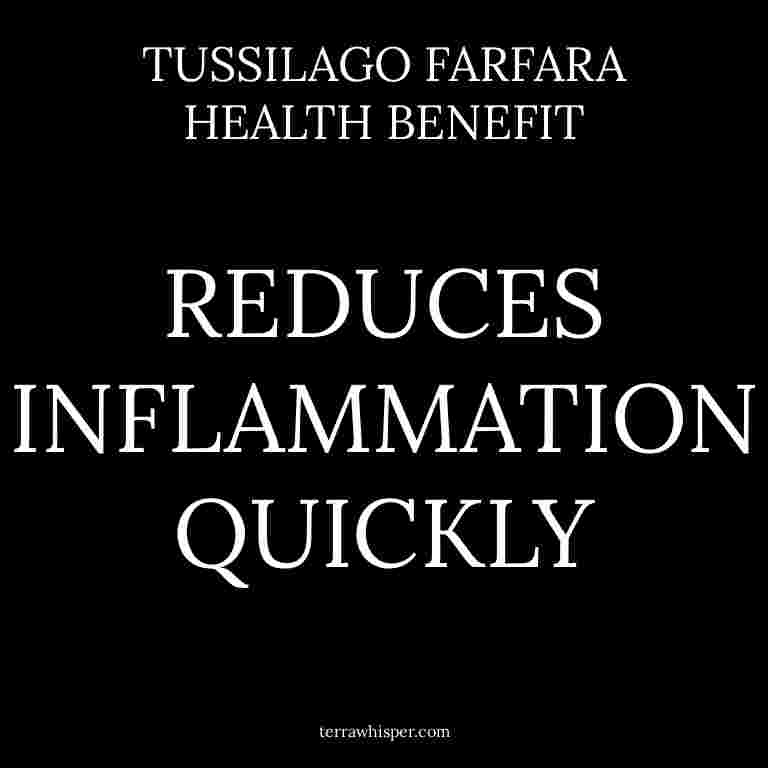 TUSSILAGO FARFARA
HEALTH BENEFIT
REDUCES
INFLAMMATION
QUICKLY
terrawhisper.com